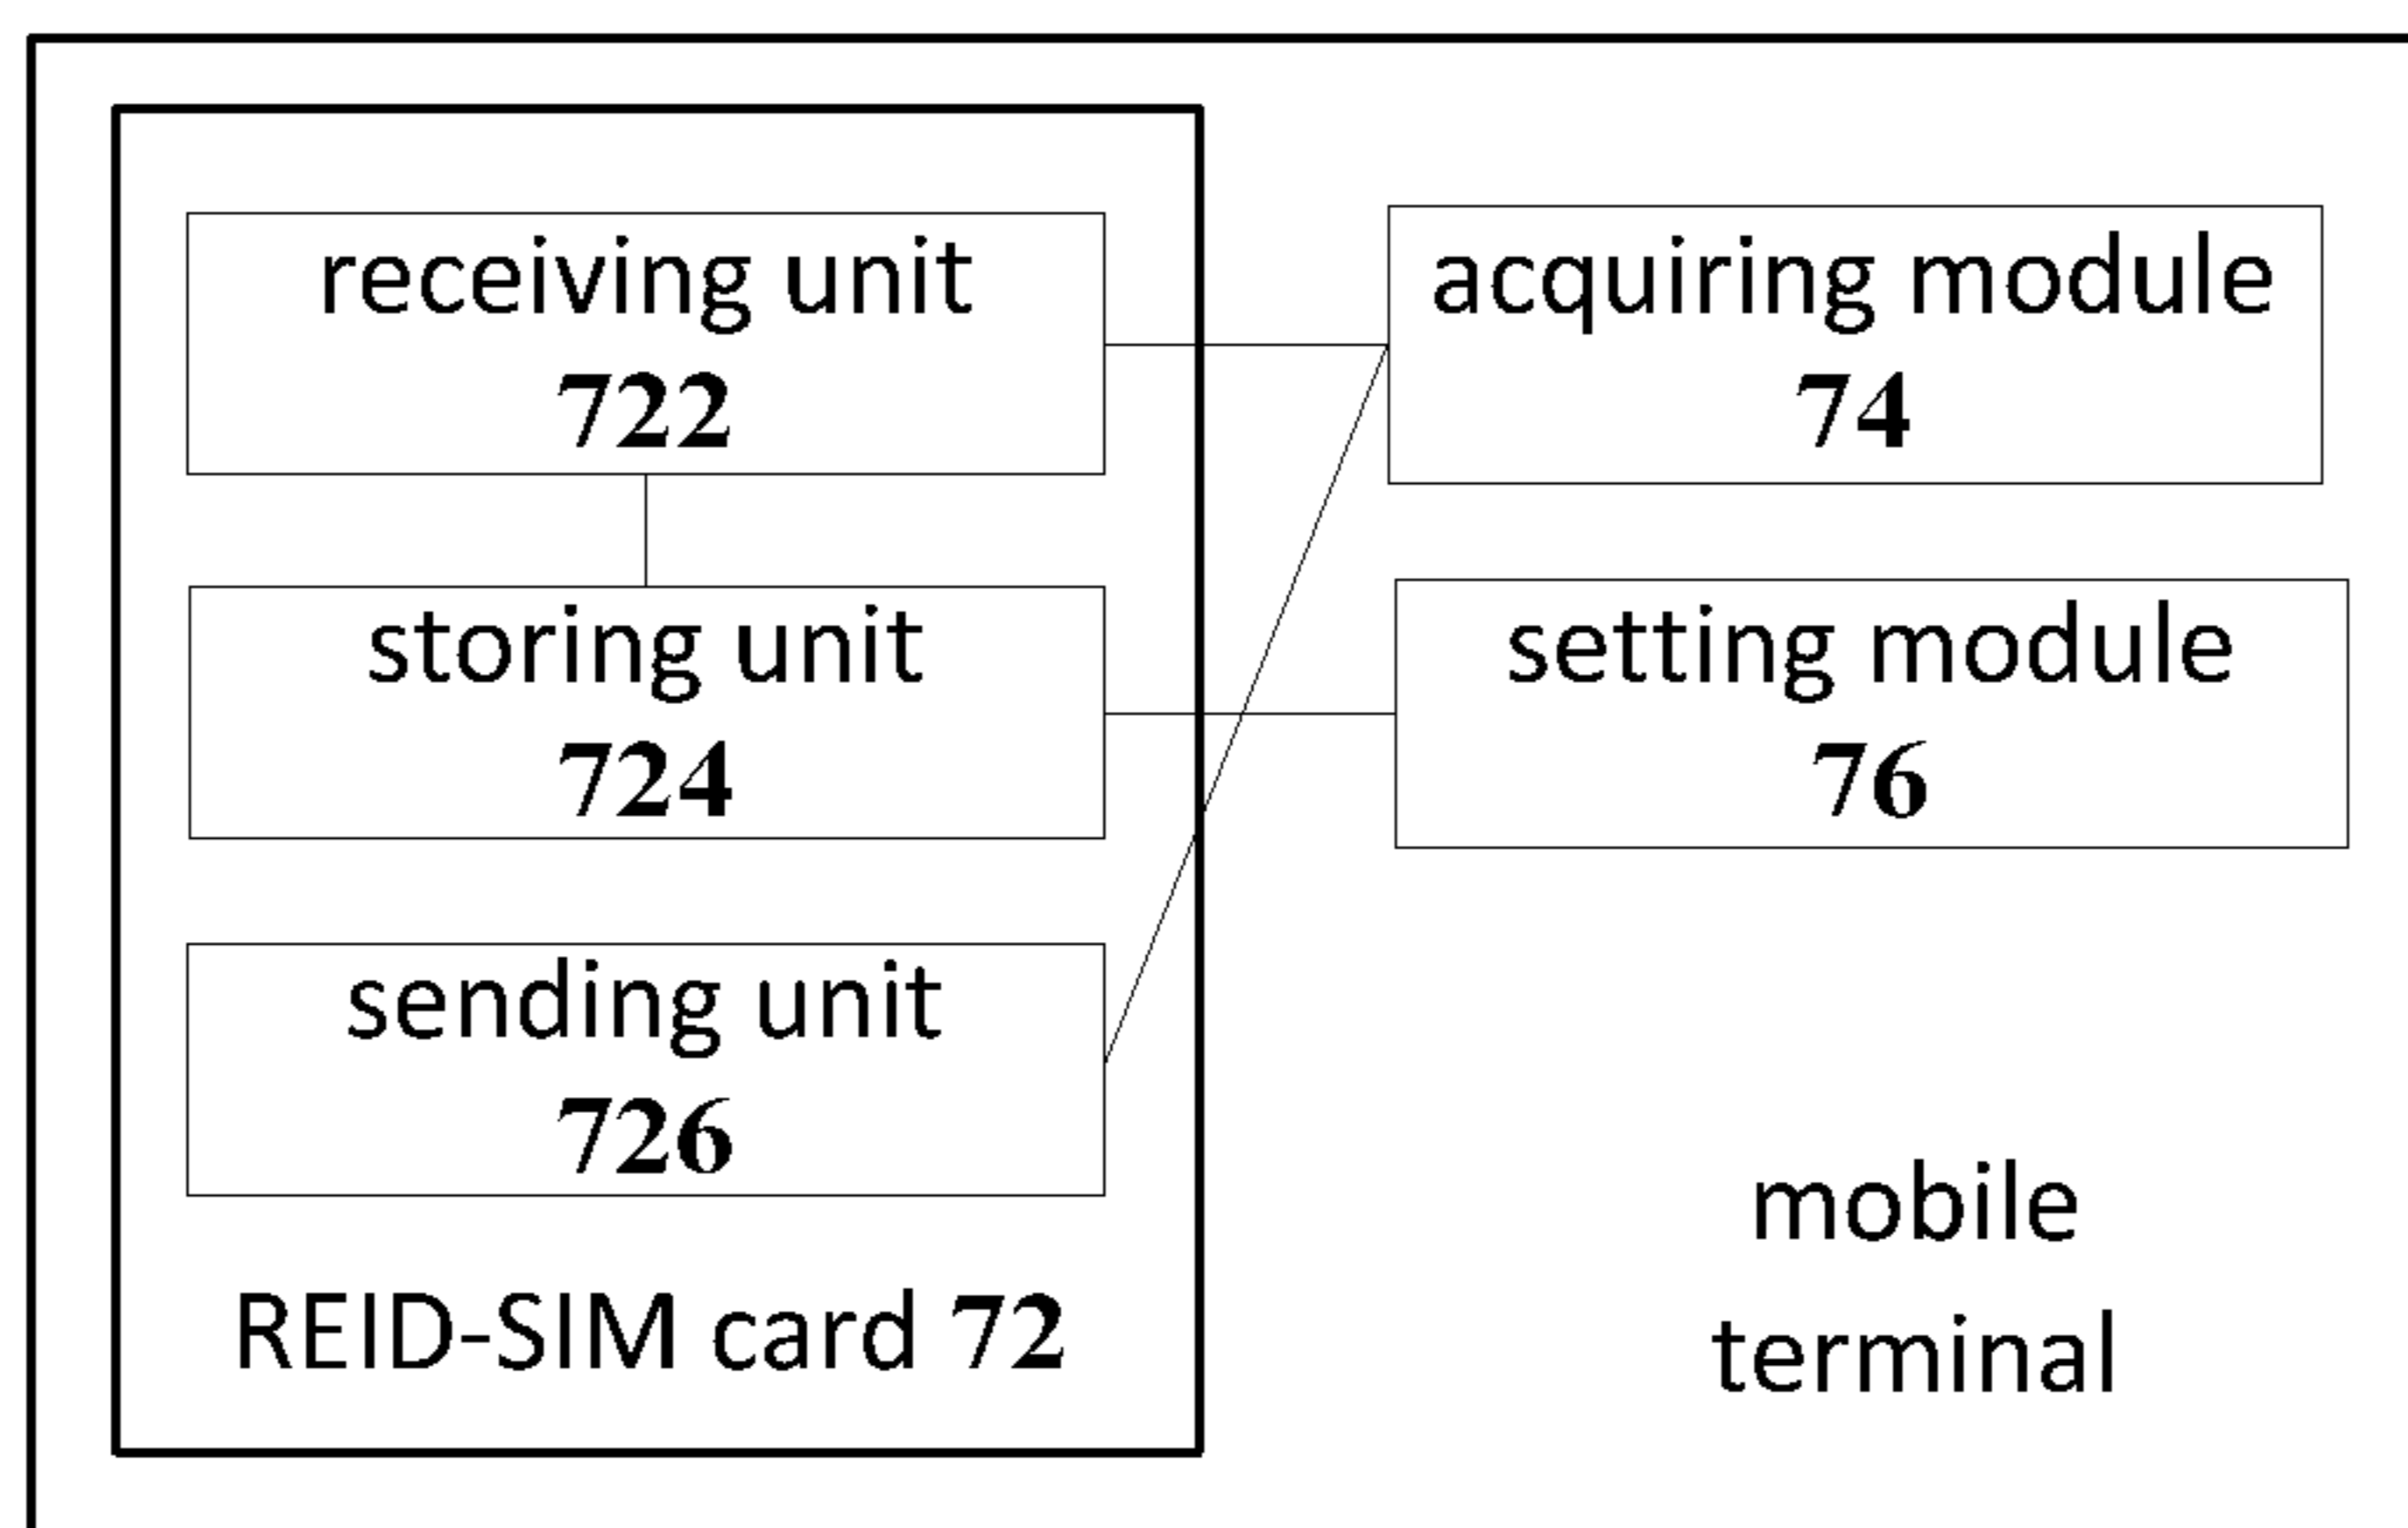 receiving unit
722
acquiring module
74
storing unit
724
setting module
76
sending unit
726
REID-SIM card 72
mobile
terminal